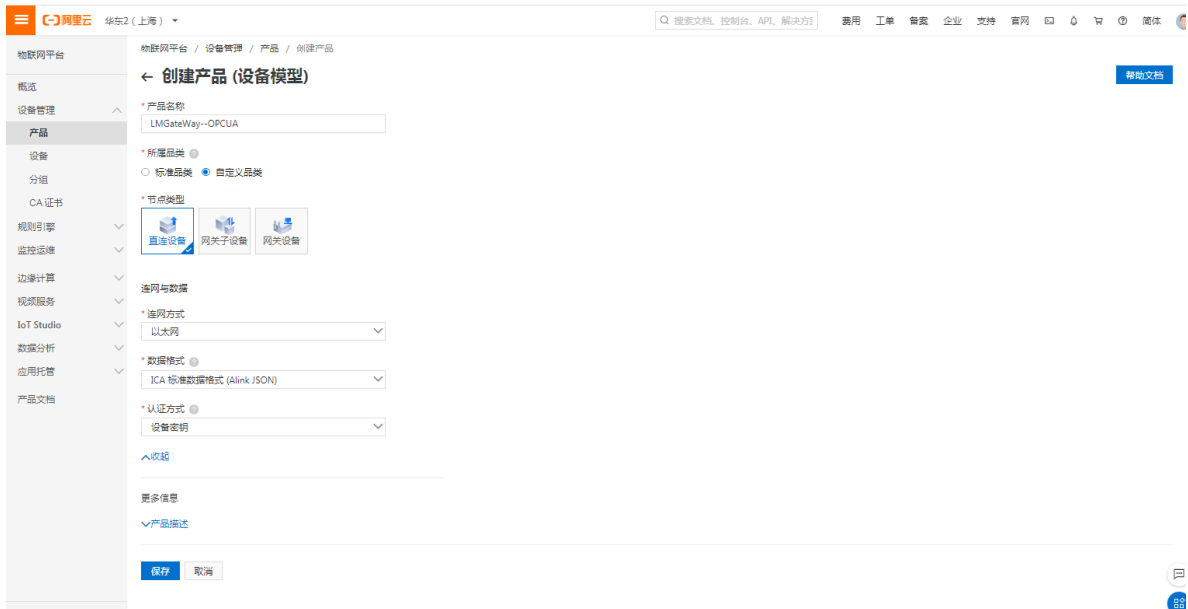 阿里云 华东2（上海） 搜索文档、控制台、API、解决方案 费用 工单 备案 企业 支持 官网 简体
物联网平台
概览
设备管理
产品
设备
分组
CA 证书
规则引擎
监控运维
边缘计算
视频服务
IoT Studio
数据分析
应用托管
产品文档
物联网平台 / 设备管理 / 产品 / 创建产品
← 创建产品 (设备模型)
帮助文档
* 产品名称
LMGateWay--OPCUA
* 所属品类
标准品类 自定义品类
* 节点类型
直连设备 网关子设备 网关设备
连网与数据
* 连网方式
以太网
* 数据格式
ICA 标准数据格式 (Alink JSON)
* 认证方式
设备密钥
收起
更多信息
产品描述
保存 取消